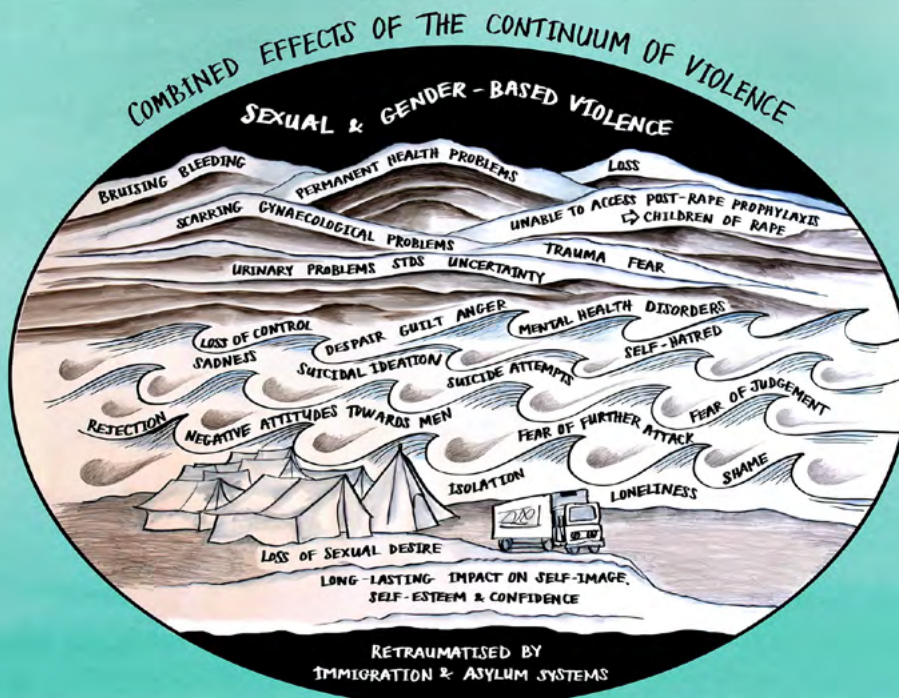 COMBINED EFFECTS OF THE CONTINUUM OF VIOLENCE
SEXUAL & GENDER-BASED VIOLENCE
BRUISING BLEEDING
PERMANENT HEALTH PROBLEMS
LOSS
SCARRING GYNAECOLOGICAL PROBLEMS
UNABLE TO ACCESS POST-RAPE PROPHYLAXIS
⇨ CHILDREN OF RAPE
URINARY PROBLEMS STDS UNCERTAINTY
TRAUMA FEAR
LOSS OF CONTROL
DESPAIR GUILT ANGER
MENTAL HEALTH DISORDERS
SADNESS
SUICIDAL IDEATION
SUICIDE ATTEMPTS
SELF-HATRED
REJECTION
NEGATIVE ATTITUDES TOWARDS MEN
FEAR OF FURTHER ATTACK
FEAR OF JUDGEMENT
ISOLATION
LONELINESS
SHAME
LOSS OF SEXUAL DESIRE
LONG-LASTING IMPACT ON SELF-IMAGE,
SELF-ESTEEM & CONFIDENCE
RETRAUMATISED BY
IMMIGRATION & ASYLUM SYSTEMS